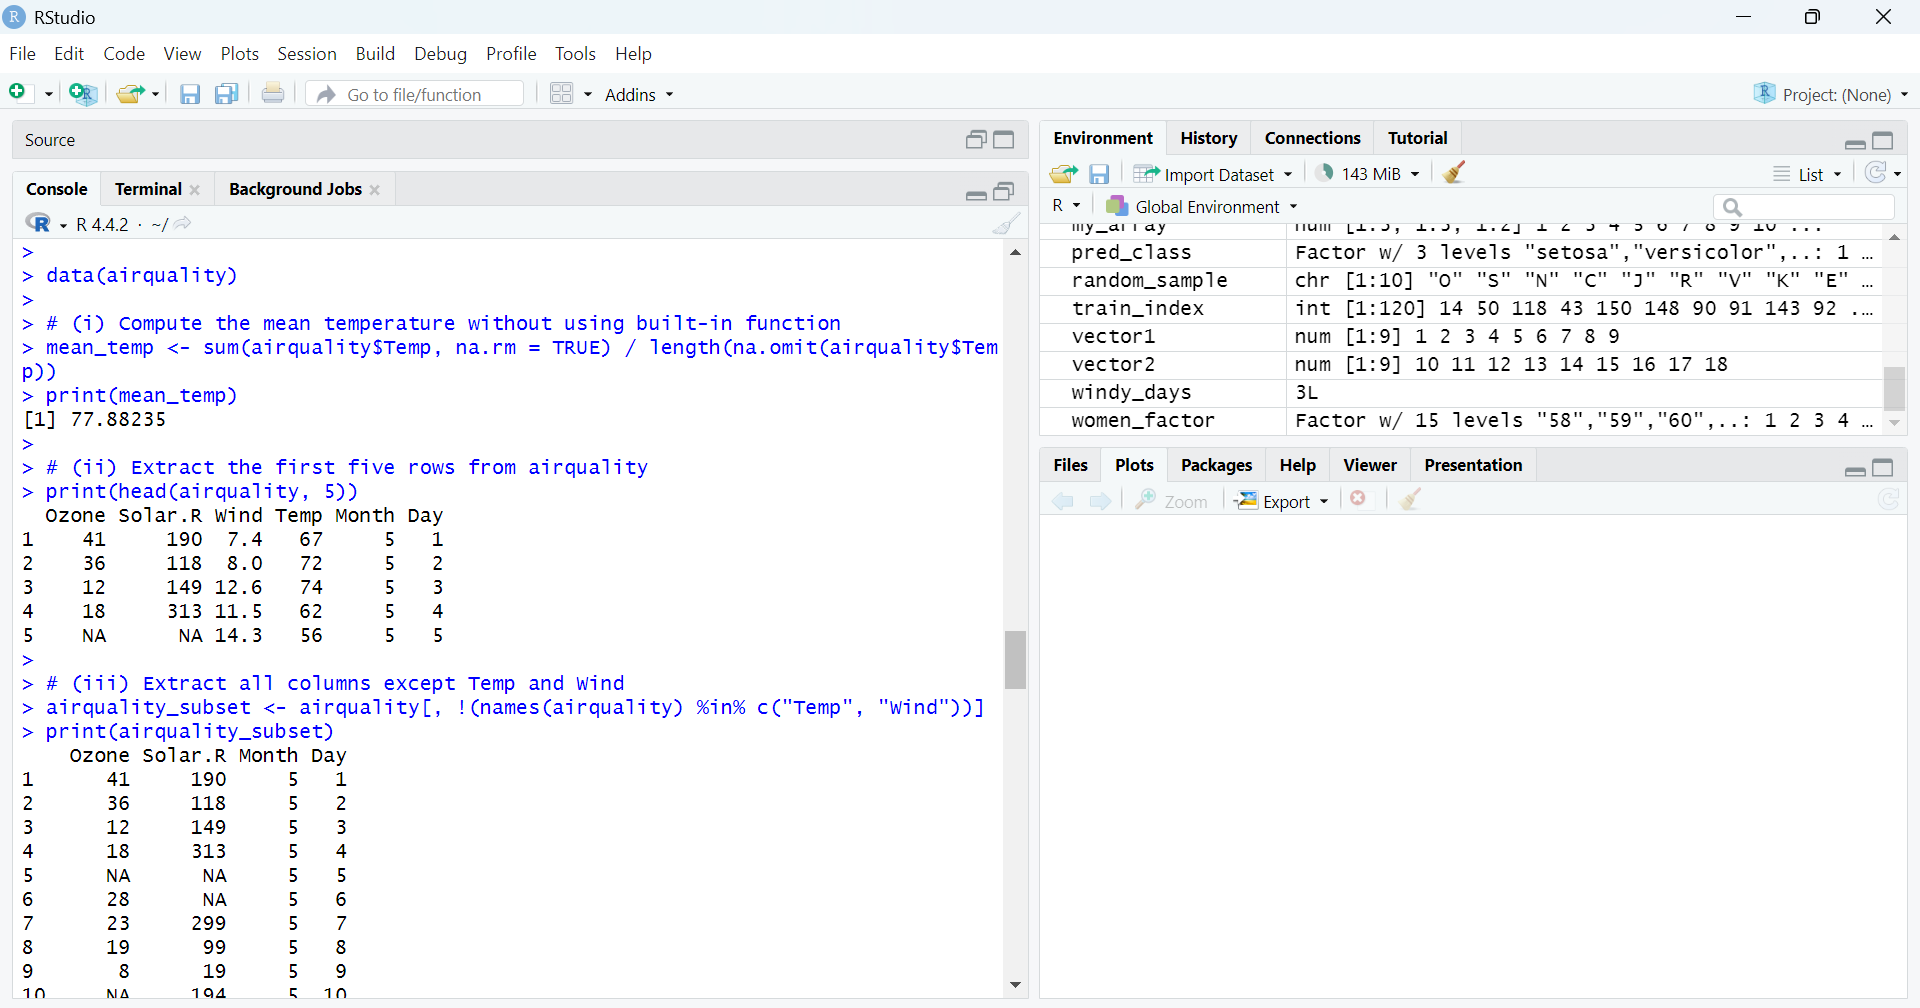 RStudio
File Edit Code View Plots Session Build Debug Profile Tools Help
Go to file/function Addins Project: (None)
Source
Console Terminal Background Jobs
R 4.4.2 · ~/
>
> data(airquality)
>
> # (i) Compute the mean temperature without using built-in function
> mean_temp <- sum(airquality$Temp, na.rm = TRUE) / length(na.omit(airquality$Tem
p))
> print(mean_temp)
[1] 77.88235
>
> # (ii) Extract the first five rows from airquality
> print(head(airquality, 5))
Ozone Solar.R Wind Temp Month Day
1 41 190 7.4 67 5 1
2 36 118 8.0 72 5 2
3 12 149 12.6 74 5 3
4 18 313 11.5 62 5 4
5 NA NA 14.3 56 5 5
>
> # (iii) Extract all columns except Temp and Wind
> airquality_subset <- airquality[, !(names(airquality) %in% c("Temp", "Wind"))]
> print(airquality_subset)
Ozone Solar.R Month Day
1 41 190 5 1
2 36 118 5 2
3 12 149 5 3
4 18 313 5 4
5 NA NA 5 5
6 28 NA 5 6
7 23 299 5 7
8 19 99 5 8
9 8 19 5 9
10 NA 194 5 10
Environment History Connections Tutorial
Import Dataset 143 MiB List
R Global Environment
my_array num [1:3, 1:3, 1:2] 1 2 3 4 5 6 7 8 9 10 ...
pred_class Factor w/ 3 levels "setosa","versicolor",..: 1 …
random_sample chr [1:10] "O" "S" "N" "C" "J" "R" "V" "K" "E" …
train_index int [1:120] 14 50 118 43 150 148 90 91 143 92 .…
vector1 num [1:9] 1 2 3 4 5 6 7 8 9
vector2 num [1:9] 10 11 12 13 14 15 16 17 18
windy_days 3L
women_factor Factor w/ 15 levels "58","59","60",..: 1 2 3 4 …
Files Plots Packages Help Viewer Presentation
Zoom Export